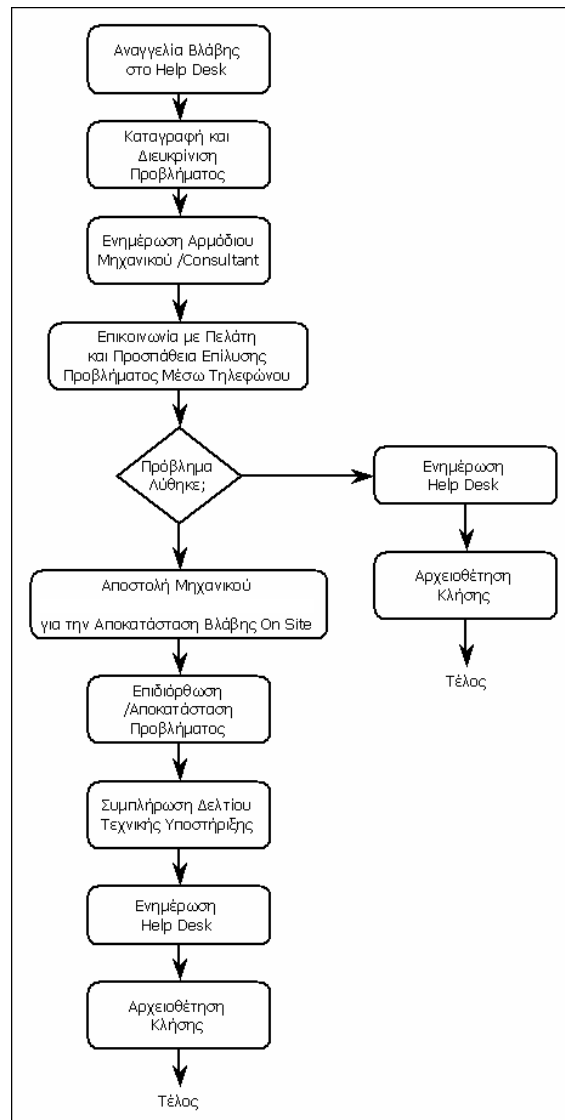 Αναγγελία Βλάβης
στο Help Desk
Καταγραφή και
Διευκρίνιση
Προβλήματος
Ενημέρωση Αρμόδιου
Μηχανικού /Consultant
Επικοινωνία με Πελάτη
και Προσπάθεια Επίλυσης
Προβλήματος Μέσω Τηλεφώνου
Πρόβλημα
Λύθηκε;
Ενημέρωση
Help Desk
Αρχειοθέτηση
Κλήσης
Τέλος
Αποστολή Μηχανικού
για την Αποκατάσταση Βλάβης On Site
Επιδιόρθωση
/Αποκατάσταση
Προβλήματος
Συμπλήρωση Δελτίου
Τεχνικής Υποστήριξης
Ενημέρωση
Help Desk
Αρχειοθέτηση
Κλήσης
Τέλος